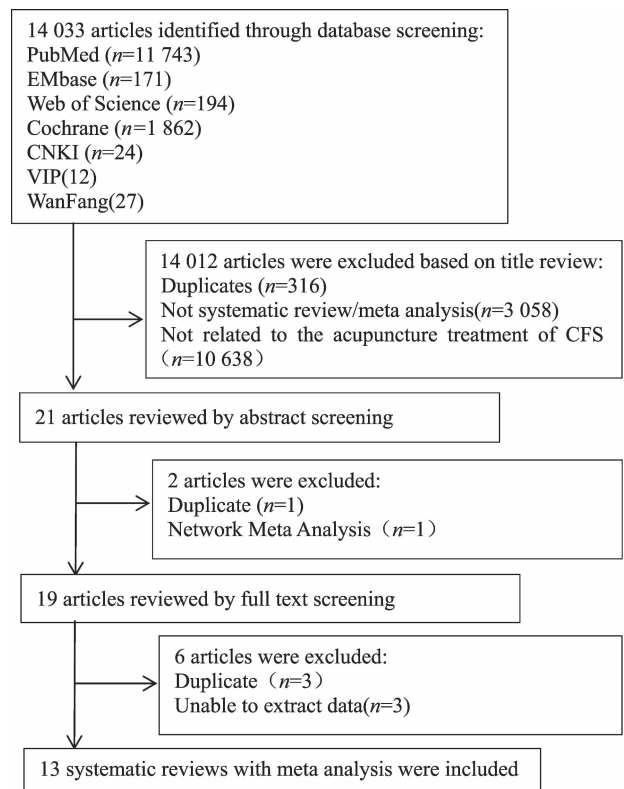 14 033 articles identified through database screening:
PubMed (n=11 743)
EMbase (n=171)
Web of Science (n=194)
Cochrane (n=1 862)
CNKI (n=24)
VIP(12)
WanFang(27)
14 012 articles were excluded based on title review:
Duplicates (n=316)
Not systematic review/meta analysis(n=3 058)
Not related to the acupuncture treatment of CFS
（n=10 638）
21 articles reviewed by abstract screening
2 articles were excluded:
Duplicate (n=1)
Network Meta Analysis（n=1）
19 articles reviewed by full text screening
6 articles were excluded:
Duplicate（n=3）
Unable to extract data(n=3)
13 systematic reviews with meta analysis were included